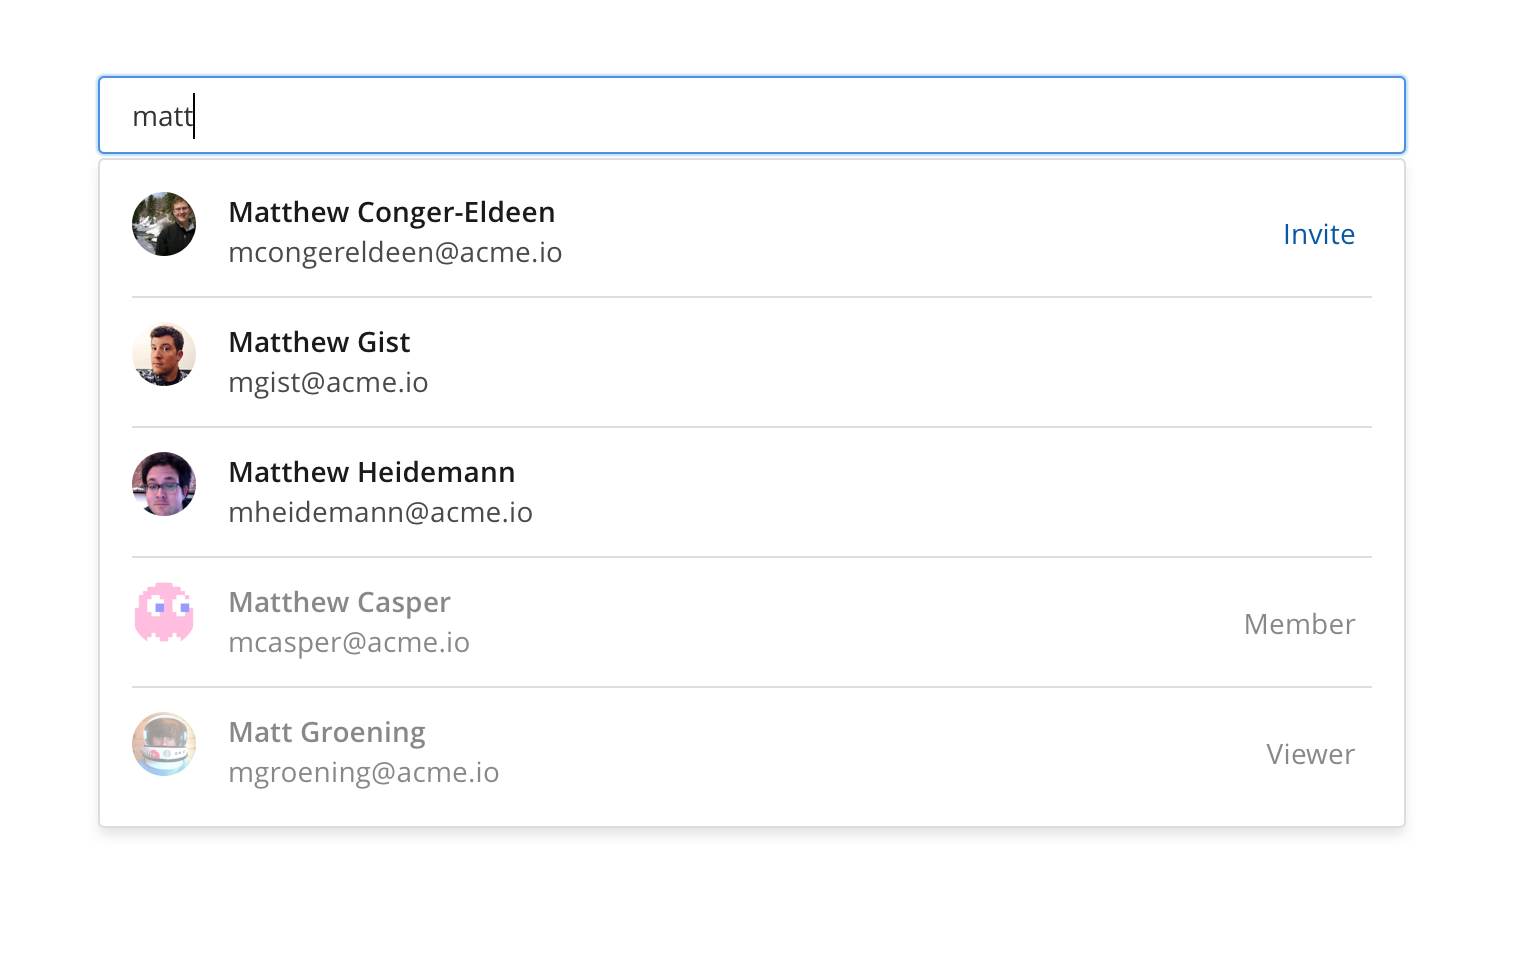 matt
Matthew Conger-Eldeen
mcongereldeen@acme.io
Invite
Matthew Gist
mgist@acme.io
Matthew Heidemann
mheidemann@acme.io
Matthew Casper
mcasper@acme.io
Member
Matt Groening
mgroening@acme.io
Viewer